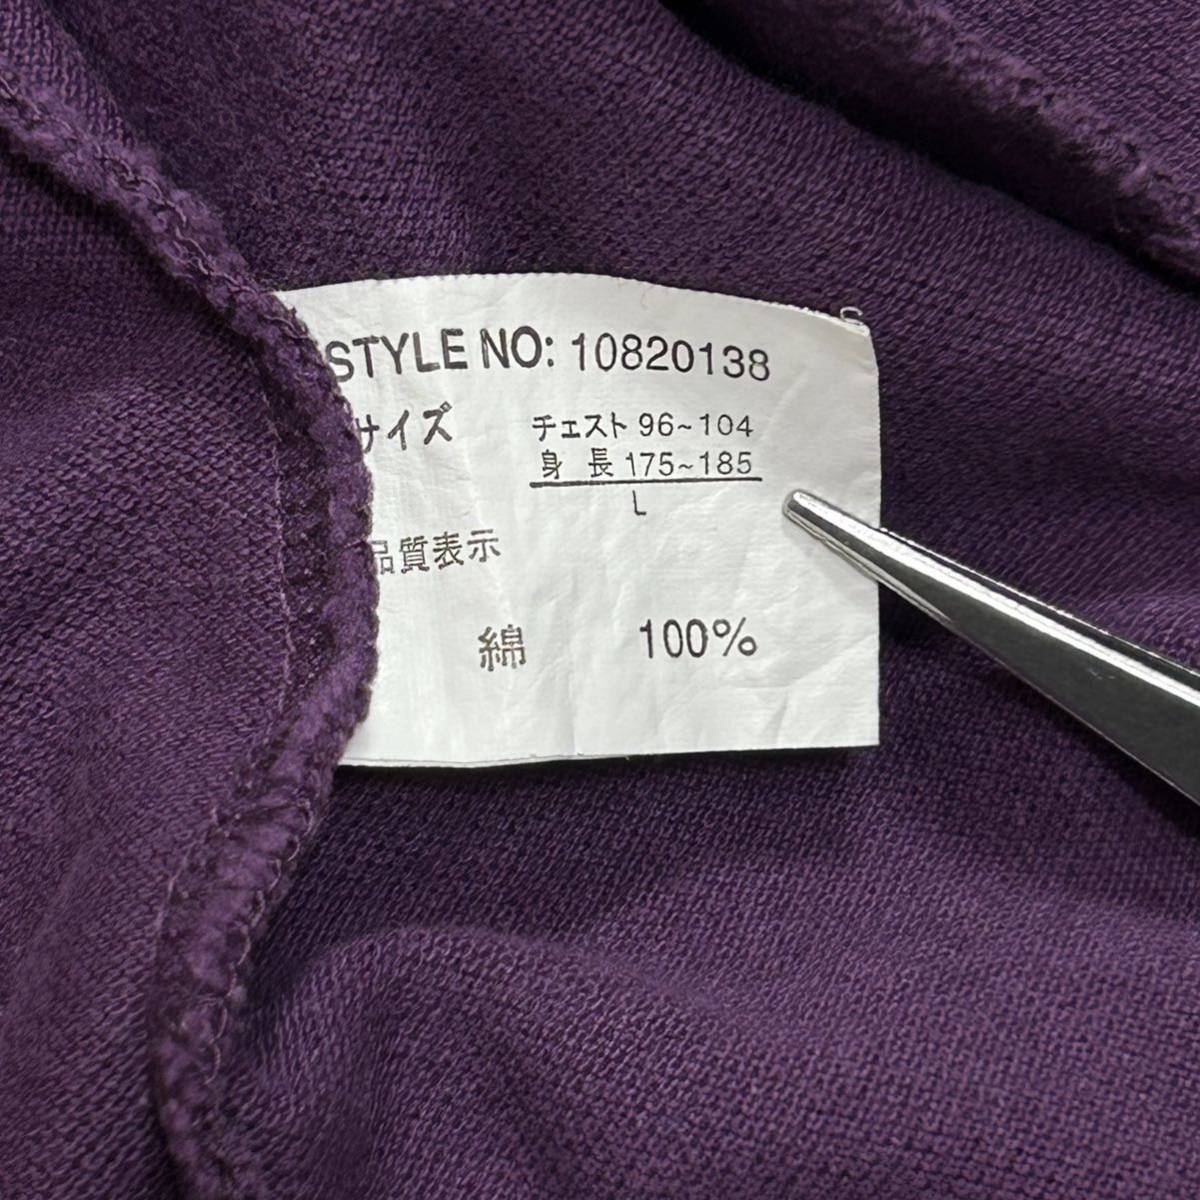 STYLE NO: 10820138
サイズ チェスト 96~104
身長 175~185
L
品質表示
綿 100%